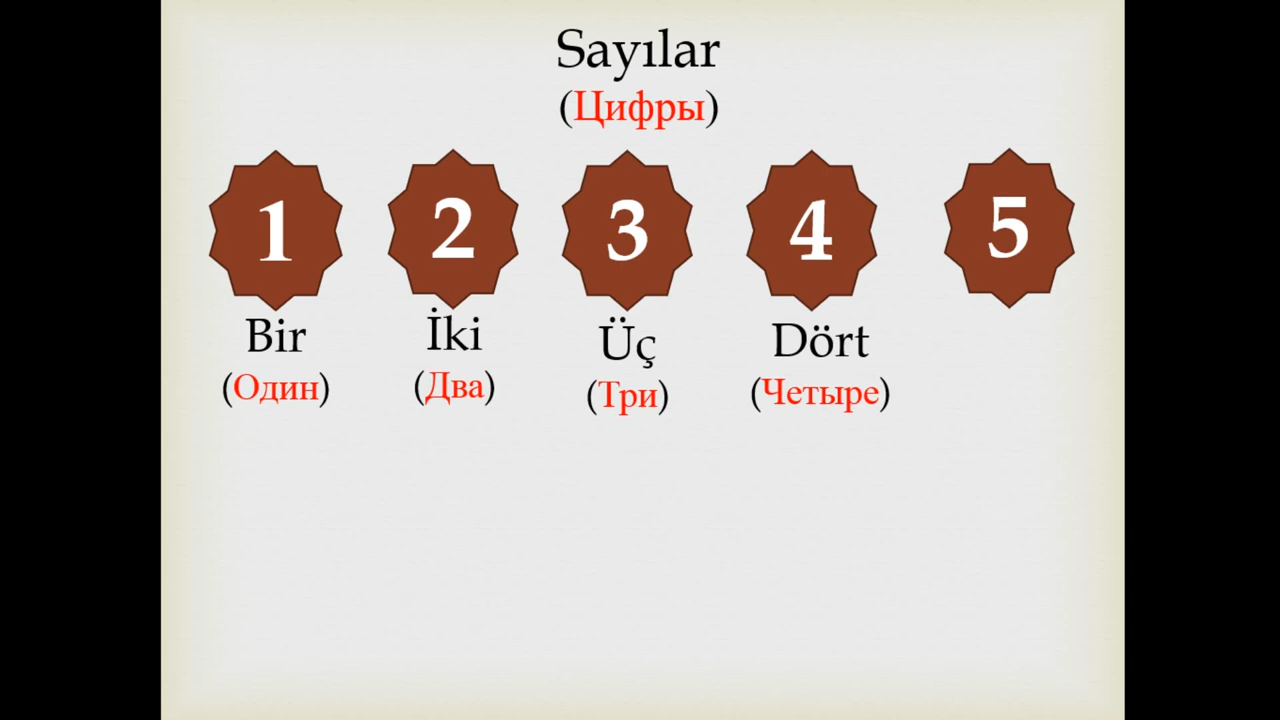 Sayılar
(Цифры)
1 2 3 4 5
Bir İki Üç Dört
(Один) (Два) (Три) (Четыре)